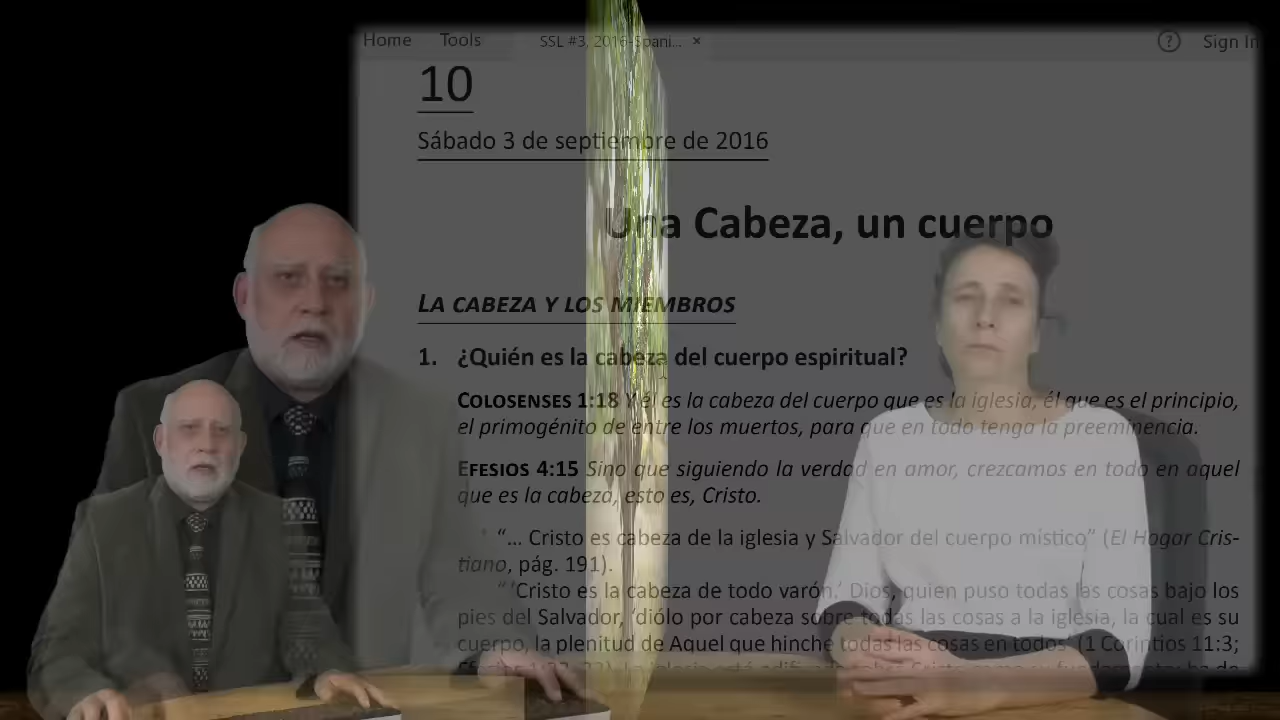 Home Tools SSL #3, 2016-Spani... × ? Sign In
10
Sábado 3 de septiembre de 2016
Una Cabeza, un cuerpo
LA CABEZA Y LOS MIEMBROS
1. ¿Quién es la cabeza del cuerpo espiritual?
COLOSENSES 1:18 Y él es la cabeza del cuerpo que es la iglesia, él que es el principio,
el primogénito de entre los muertos, para que en todo tenga la preeminencia.
EFESIOS 4:15 Sino que siguiendo la verdad en amor, crezcamos en todo en aquel
que es la cabeza, esto es, Cristo.
“... Cristo es cabeza de la iglesia y Salvador del cuerpo místico” (El Hogar Cris-
tiano, pág. 191).
“‘Cristo es la cabeza de todo varón.’ Dios, quien puso todas las cosas bajo los
pies del Salvador, ‘diólo por cabeza sobre todas las cosas a la iglesia, la cual es su
cuerpo, la plenitud de Aquel que hinche todas las cosas en todos’ (1 Corintios 11:3;